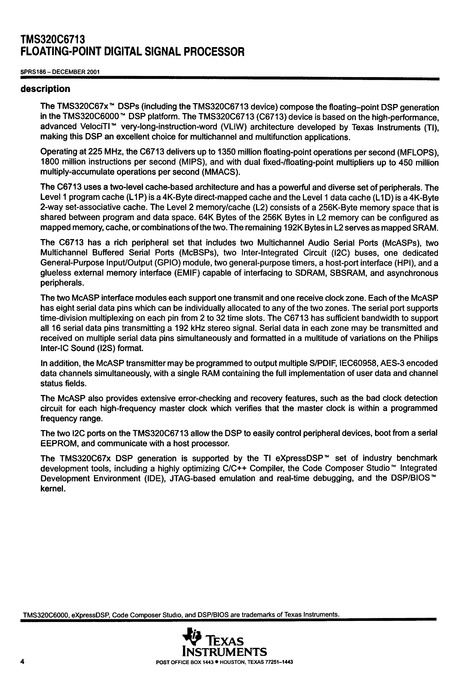 TMS320C6713
FLOATING-POINT DIGITAL SIGNAL PROCESSOR
SPRS186 – DECEMBER 2001
description
The TMS320C67x™ DSPs (including the TMS320C6713 device) compose the floating–point DSP generation
in the TMS320C6000™ DSP platform. The TMS320C6713 (C6713) device is based on the high-performance,
advanced VelociTI™ very-long-instruction-word (VLIW) architecture developed by Texas Instruments (TI),
making this DSP an excellent choice for multichannel and multifunction applications.
Operating at 225 MHz, the C6713 delivers up to 1350 million floating-point operations per second (MFLOPS),
1800 million instructions per second (MIPS), and with dual fixed-/floating-point multipliers up to 450 million
multiply-accumulate operations per second (MMACS).
The C6713 uses a two-level cache-based architecture and has a powerful and diverse set of peripherals. The
Level 1 program cache (L1P) is a 4K-Byte direct-mapped cache and the Level 1 data cache (L1D) is a 4K-Byte
2-way set-associative cache. The Level 2 memory/cache (L2) consists of a 256K-Byte memory space that is
shared between program and data space. 64K Bytes of the 256K Bytes in L2 memory can be configured as
mapped memory, cache, or combinations of the two. The remaining 192K Bytes in L2 serves as mapped SRAM.
The C6713 has a rich peripheral set that includes two Multichannel Audio Serial Ports (McASPs), two
Multichannel Buffered Serial Ports (McBSPs), two Inter-Integrated Circuit (I2C) buses, one dedicated
General-Purpose Input/Output (GPIO) module, two general-purpose timers, a host-port interface (HPI), and a
glueless external memory interface (EMIF) capable of interfacing to SDRAM, SBSRAM, and asynchronous
peripherals.
The two McASP interface modules each support one transmit and one receive clock zone. Each of the McASP
has eight serial data pins which can be individually allocated to any of the two zones. The serial port supports
time-division multiplexing on each pin from 2 to 32 time slots. The C6713 has sufficient bandwidth to support
all 16 serial data pins transmitting a 192 kHz stereo signal. Serial data in each zone may be transmitted and
received on multiple serial data pins simultaneously and formatted in a multitude of variations on the Philips
Inter-IC Sound (I2S) format.
In addition, the McASP transmitter may be programmed to output multiple S/PDIF, IEC60958, AES-3 encoded
data channels simultaneously, with a single RAM containing the full implementation of user data and channel
status fields.
The McASP also provides extensive error-checking and recovery features, such as the bad clock detection
circuit for each high-frequency master clock which verifies that the master clock is within a programmed
frequency range.
The two I2C ports on the TMS320C6713 allow the DSP to easily control peripheral devices, boot from a serial
EEPROM, and communicate with a host processor.
The TMS320C67x DSP generation is supported by the TI eXpressDSP™ set of industry benchmark
development tools, including a highly optimizing C/C++ Compiler, the Code Composer Studio™ Integrated
Development Environment (IDE), JTAG-based emulation and real-time debugging, and the DSP/BIOS™
kernel.
TMS320C6000, eXpressDSP, Code Composer Studio, and DSP/BIOS are trademarks of Texas Instruments.
TEXAS
INSTRUMENTS
4 POST OFFICE BOX 1443 • HOUSTON, TEXAS 77251–1443